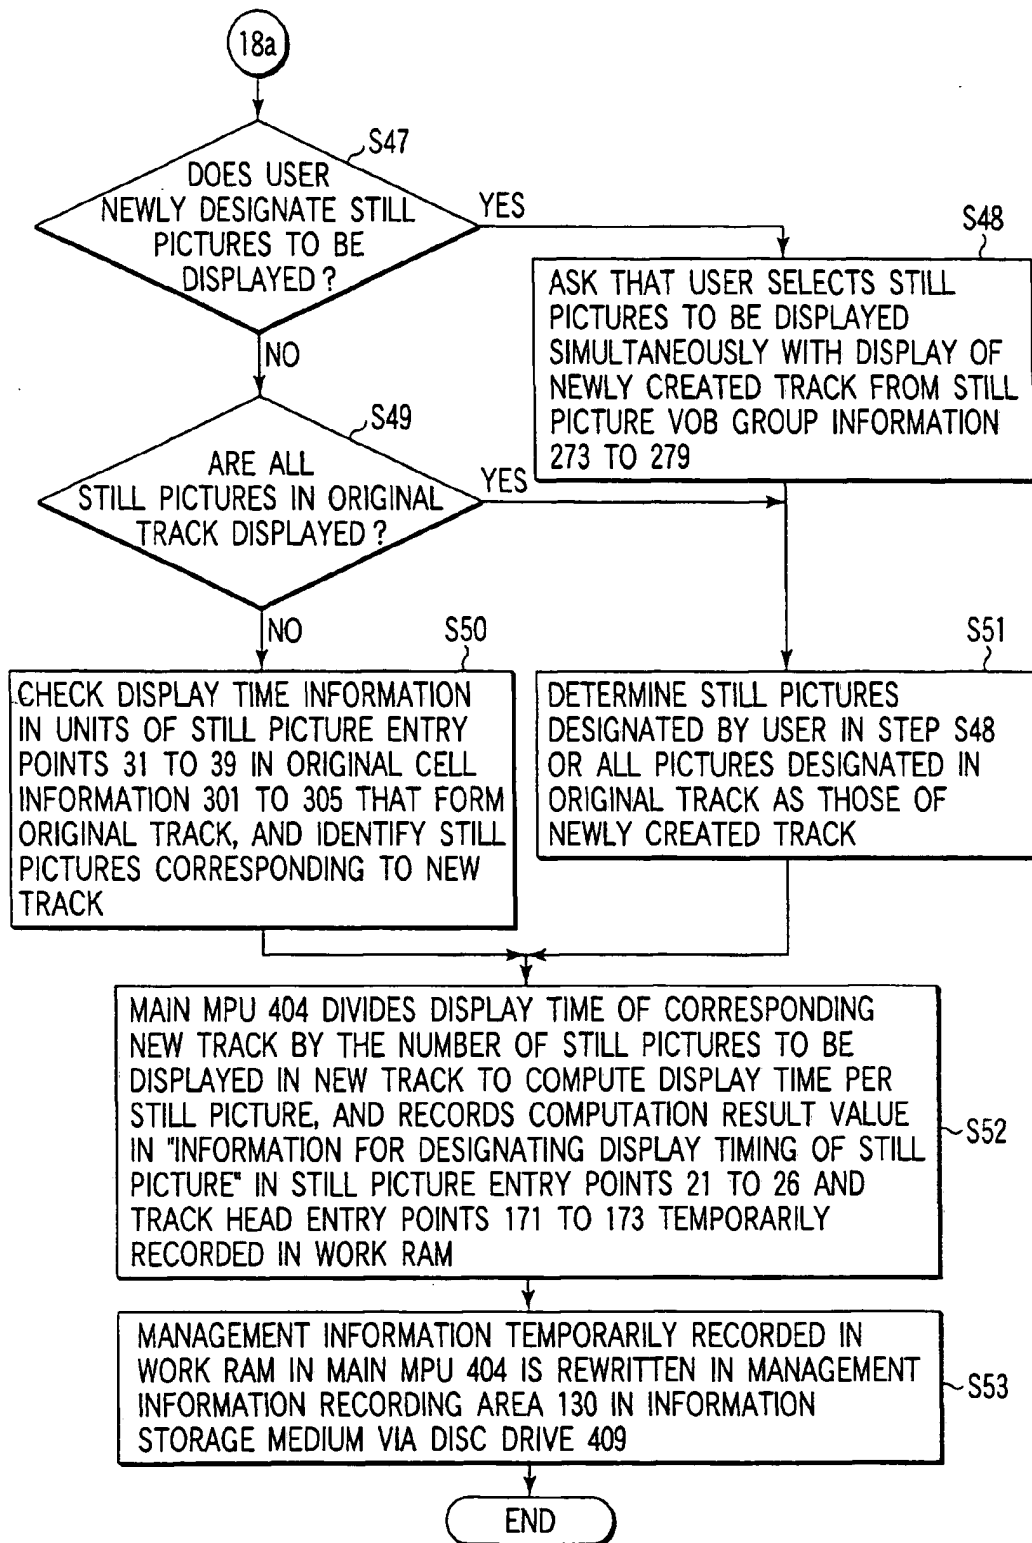 18a
S47
DOES USER
NEWLY DESIGNATE STILL
PICTURES TO BE
DISPLAYED?
YES
NO
S48
ASK THAT USER SELECTS STILL
PICTURES TO BE DISPLAYED
SIMULTANEOUSLY WITH DISPLAY OF
NEWLY CREATED TRACK FROM STILL
PICTURE VOB GROUP INFORMATION
273 TO 279
S49
ARE ALL
STILL PICTURES IN ORIGINAL
TRACK DISPLAYED?
YES
NO
S50
CHECK DISPLAY TIME INFORMATION
IN UNITS OF STILL PICTURE ENTRY
POINTS 31 TO 39 IN ORIGINAL CELL
INFORMATION 301 TO 305 THAT FORM
ORIGINAL TRACK, AND IDENTIFY STILL
PICTURES CORRESPONDING TO NEW
TRACK
S51
DETERMINE STILL PICTURES
DESIGNATED BY USER IN STEP S48
OR ALL PICTURES DESIGNATED IN
ORIGINAL TRACK AS THOSE OF
NEWLY CREATED TRACK
MAIN MPU 404 DIVIDES DISPLAY TIME OF CORRESPONDING
NEW TRACK BY THE NUMBER OF STILL PICTURES TO BE
DISPLAYED IN NEW TRACK TO COMPUTE DISPLAY TIME PER
STILL PICTURE, AND RECORDS COMPUTATION RESULT VALUE
IN "INFORMATION FOR DESIGNATING DISPLAY TIMING OF STILL
PICTURE" IN STILL PICTURE ENTRY POINTS 21 TO 26 AND
TRACK HEAD ENTRY POINTS 171 TO 173 TEMPORARILY
RECORDED IN WORK RAM
S52
MANAGEMENT INFORMATION TEMPORARILY RECORDED IN
WORK RAM IN MAIN MPU 404 IS REWRITTEN IN MANAGEMENT
INFORMATION RECORDING AREA 130 IN INFORMATION
STORAGE MEDIUM VIA DISC DRIVE 409
S53
END